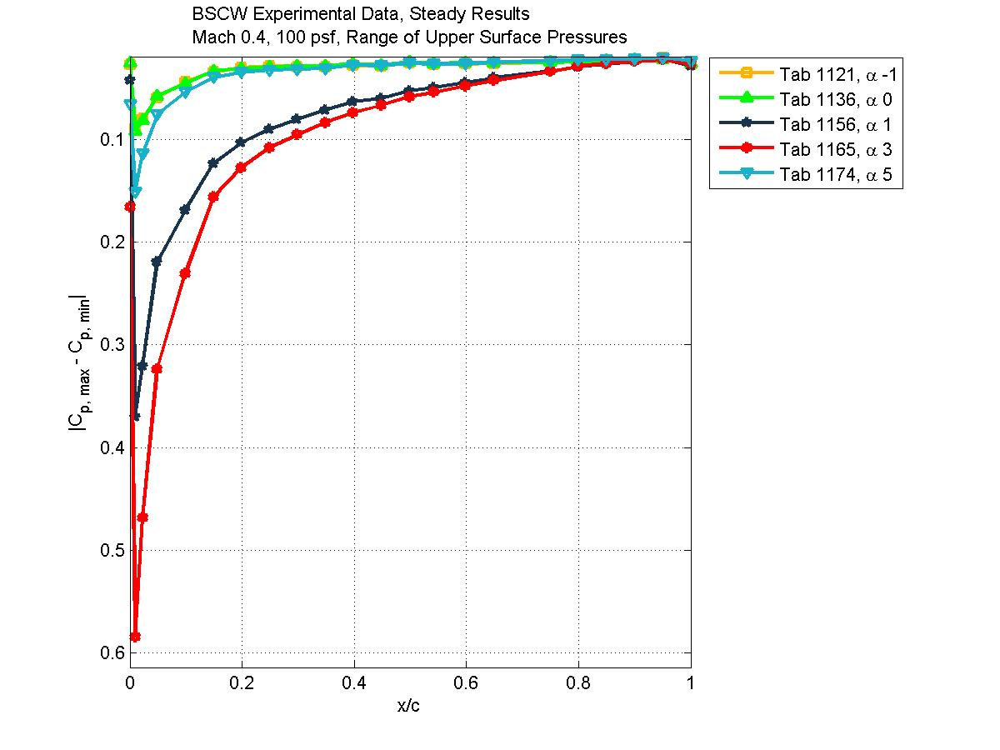 BSCW Experimental Data, Steady Results
Mach 0.4, 100 psf, Range of Upper Surface Pressures
Tab 1121, α -1
Tab 1136, α 0
Tab 1156, α 1
Tab 1165, α 3
Tab 1174, α 5
|C_p, max - C_p, min|
0.1
0.2
0.3
0.4
0.5
0.6
0 0.2 0.4 0.6 0.8 1
x/c